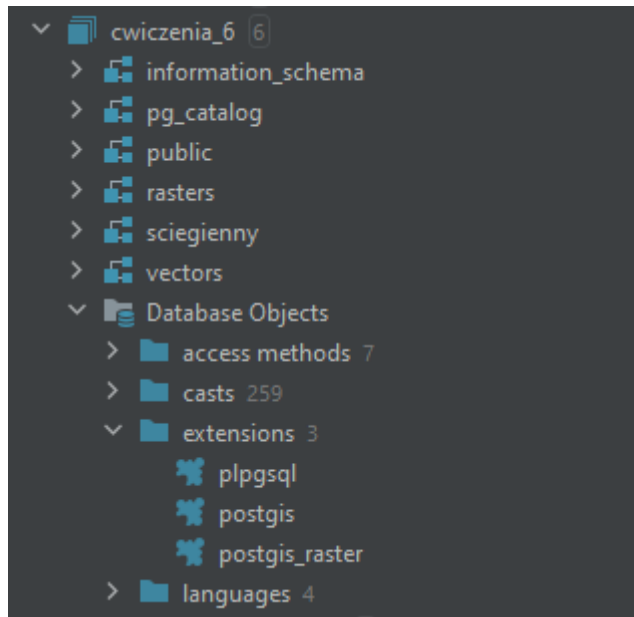 cwiczenia_6 6
information_schema
pg_catalog
public
rasters
sciegienny
vectors
Database Objects
access methods 7
casts 259
extensions 3
plpgsql
postgis
postgis_raster
languages 4